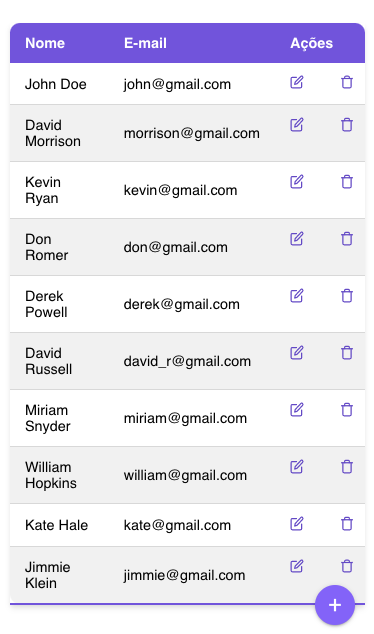 Nome E-mail Ações
John Doe john@gmail.com
David
Morrison morrison@gmail.com
Kevin
Ryan kevin@gmail.com
Don
Romer don@gmail.com
Derek
Powell derek@gmail.com
David
Russell david_r@gmail.com
Miriam
Snyder miriam@gmail.com
William
Hopkins william@gmail.com
Kate Hale kate@gmail.com
Jimmie
Klein jimmie@gmail.com
+